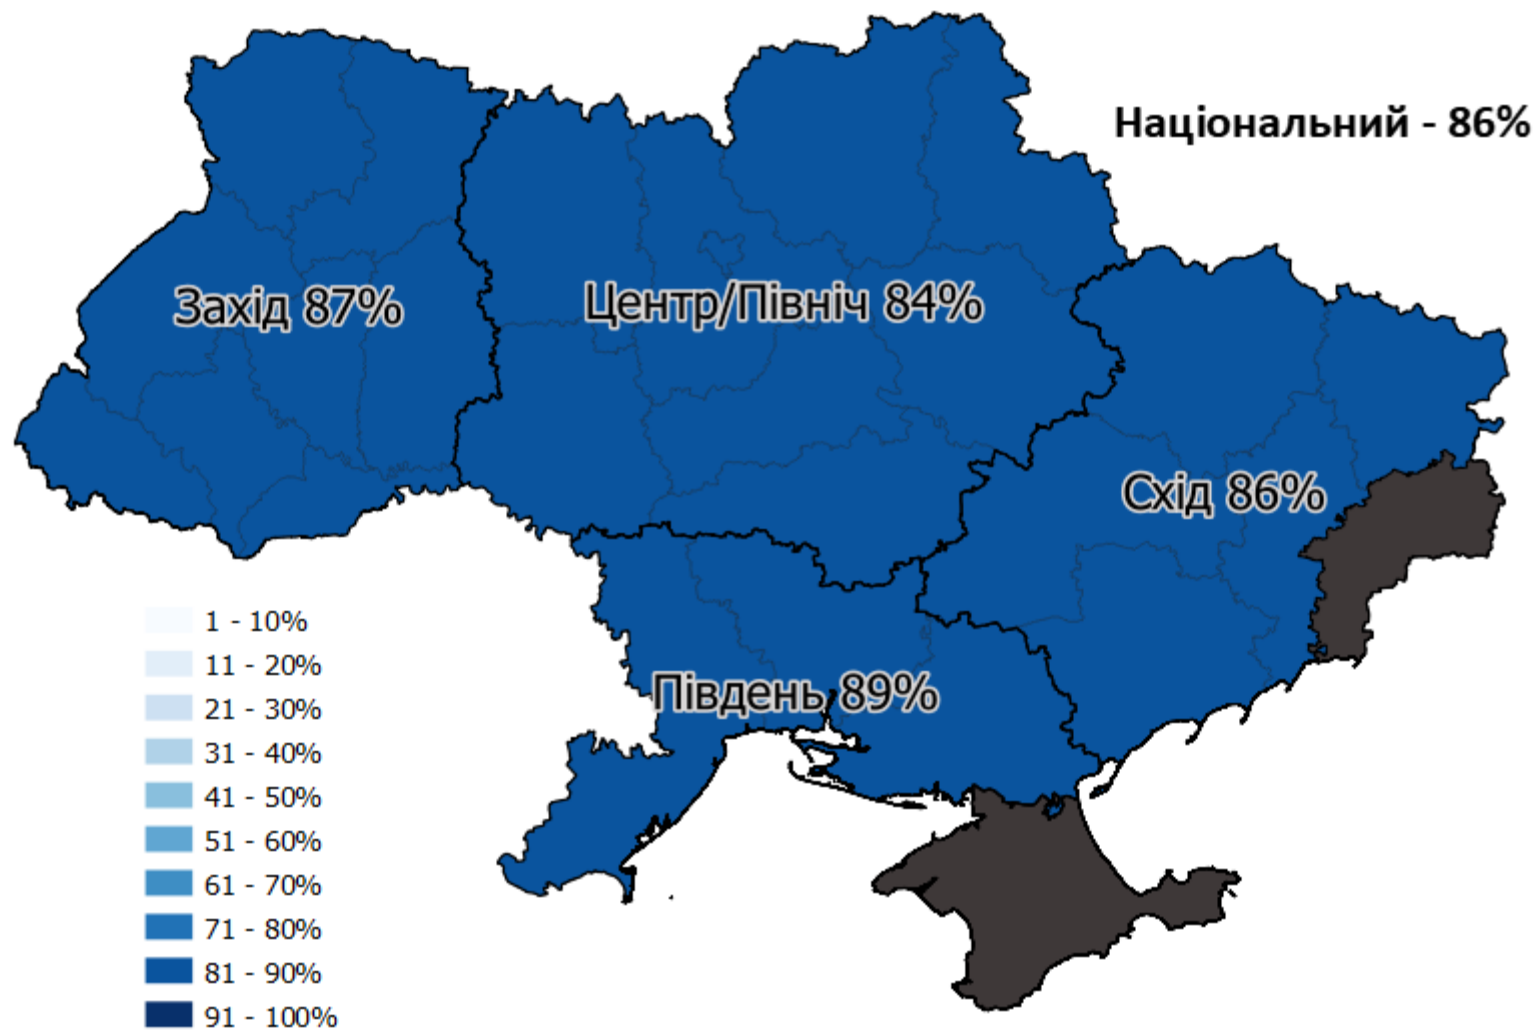 Національний - 86%
Захід 87%
Центр/Північ 84%
Схід 86%
Південь 89%
1 - 10%
11 - 20%
21 - 30%
31 - 40%
41 - 50%
51 - 60%
61 - 70%
71 - 80%
81 - 90%
91 - 100%